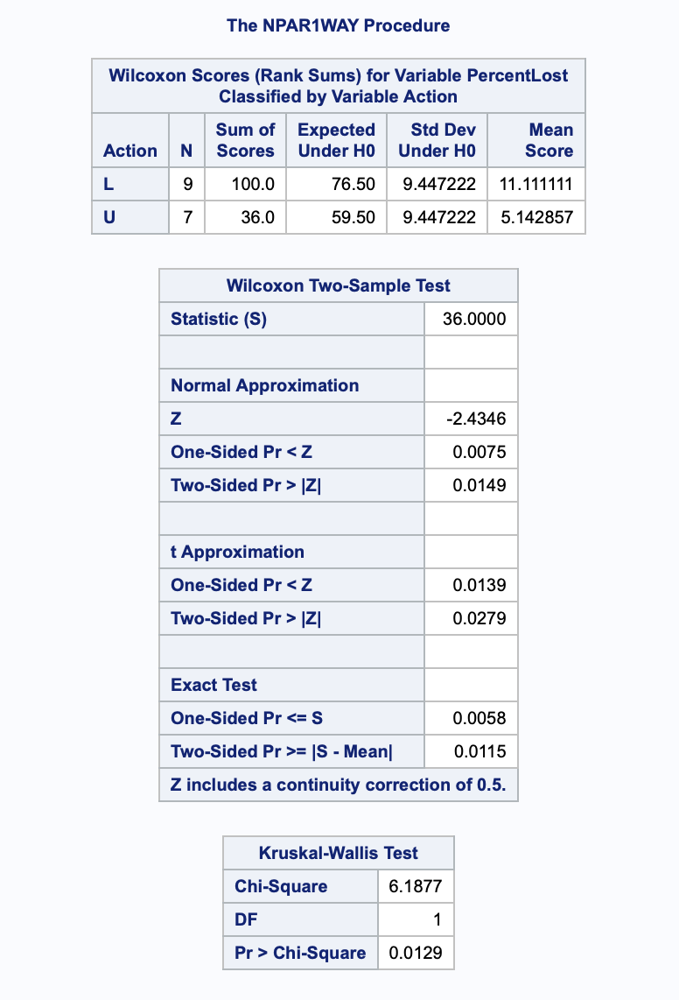 The NPAR1WAY Procedure
Wilcoxon Scores (Rank Sums) for Variable PercentLost
Classified by Variable Action
Action N Sum of Scores Expected Under H0 Std Dev Under H0 Mean Score
L 9 100.0 76.50 9.447222 11.111111
U 7 36.0 59.50 9.447222 5.142857
Wilcoxon Two-Sample Test
Statistic (S) 36.0000
Normal Approximation
Z -2.4346
One-Sided Pr < Z 0.0075
Two-Sided Pr > |Z| 0.0149
t Approximation
One-Sided Pr < Z 0.0139
Two-Sided Pr > |Z| 0.0279
Exact Test
One-Sided Pr <= S 0.0058
Two-Sided Pr >= |S - Mean| 0.0115
Z includes a continuity correction of 0.5.
Kruskal-Wallis Test
Chi-Square 6.1877
DF 1
Pr > Chi-Square 0.0129